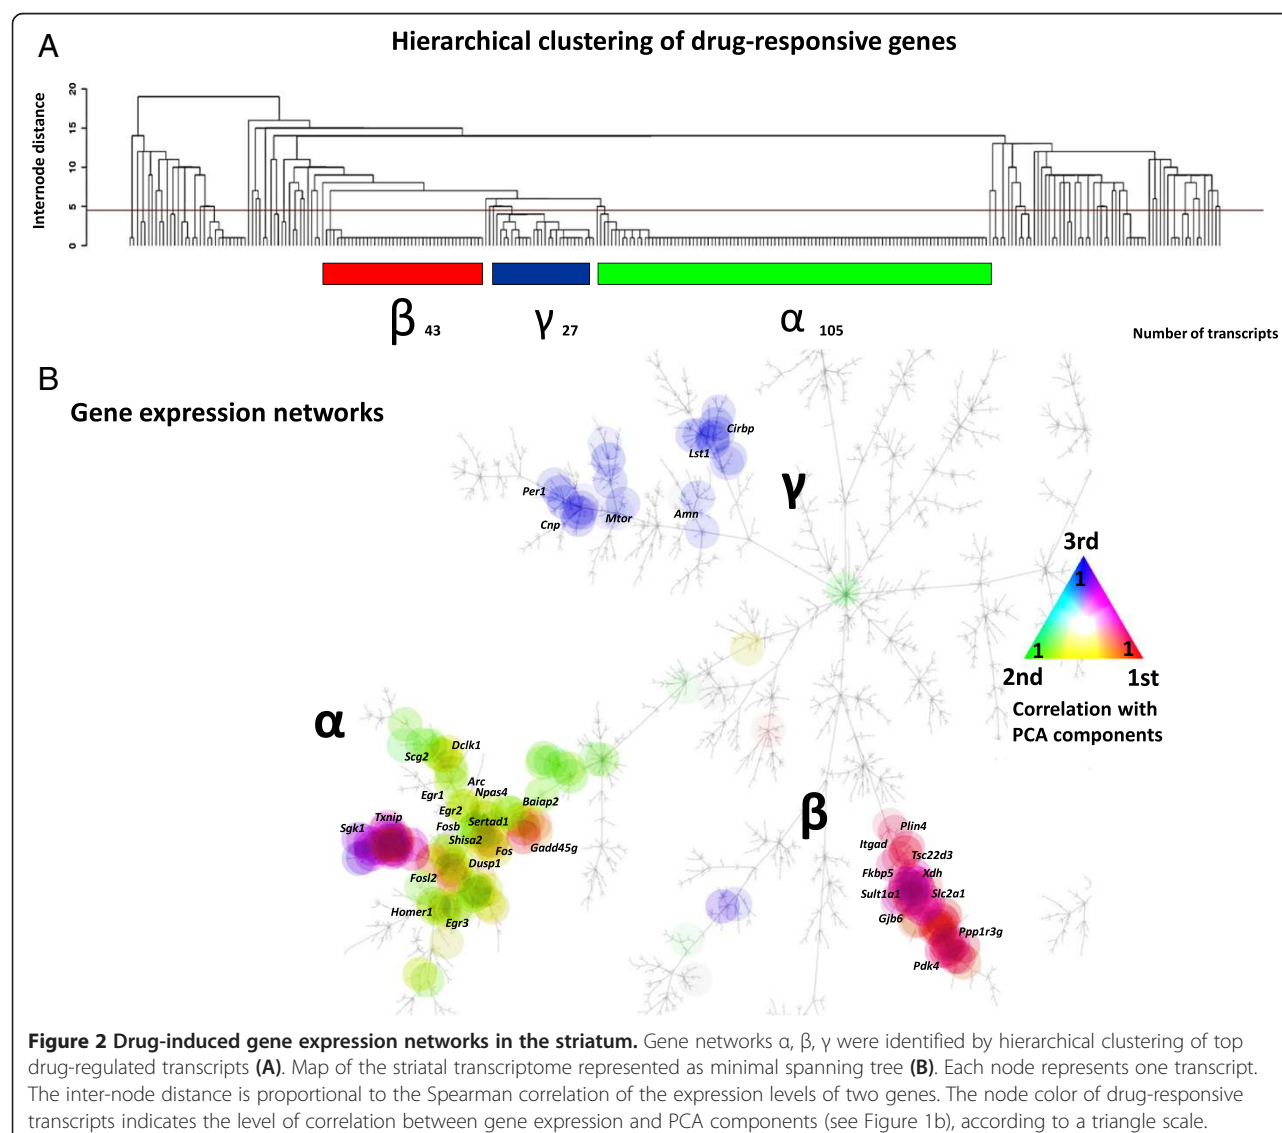 A
Hierarchical clustering of drug-responsive genes
Internode distance
20
15
10
5
0
β 43
γ 27
α 105
Number of transcripts
B
Gene expression networks
Cirbp
Lst1
γ
Per1
Cnp
Mtor
Amn
3rd
1
1
1
2nd
1st
Correlation with
PCA components
α
Dclk1
Scg2
Arc
Egr1
Npas4
Egr2
Baiap2
Fosb
Sertad1
Sgk1
Txnip
Shisa2
Fos
Gadd45g
Dusp1
Fosl2
Homer1
Egr3
β
Plin4
Itgad
Tsc22d3
Fkbp5
Xdh
Sult1a1
Slc2a1
Gjb6
Ppp1r3g
Pdk4
Figure 2 Drug-induced gene expression networks in the striatum. Gene networks α, β, γ were identified by hierarchical clustering of top
drug-regulated transcripts (A). Map of the striatal transcriptome represented as minimal spanning tree (B). Each node represents one transcript.
The inter-node distance is proportional to the Spearman correlation of the expression levels of two genes. The node color of drug-responsive
transcripts indicates the level of correlation between gene expression and PCA components (see Figure 1b), according to a triangle scale.